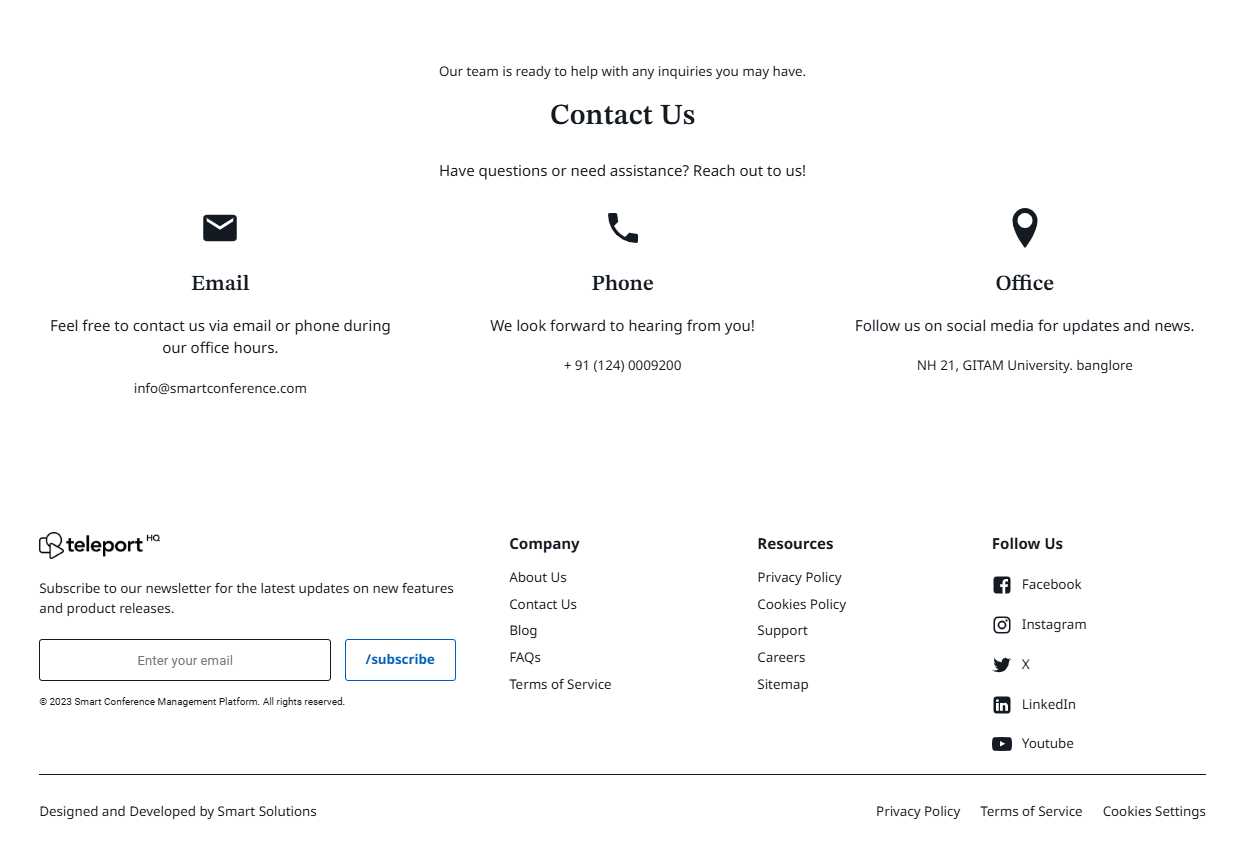 Our team is ready to help with any inquiries you may have.
Contact Us
Have questions or need assistance? Reach out to us!
Email
Feel free to contact us via email or phone during
our office hours.
info@smartconference.com
Phone
We look forward to hearing from you!
+ 91 (124) 0009200
Office
Follow us on social media for updates and news.
NH 21, GITAM University. banglore
teleport HQ
Subscribe to our newsletter for the latest updates on new features
and product releases.
Enter your email
/subscribe
© 2023 Smart Conference Management Platform. All rights reserved.
Company
About Us
Contact Us
Blog
FAQs
Terms of Service
Resources
Privacy Policy
Cookies Policy
Support
Careers
Sitemap
Follow Us
Facebook
Instagram
X
LinkedIn
Youtube
Designed and Developed by Smart Solutions
Privacy Policy
Terms of Service
Cookies Settings